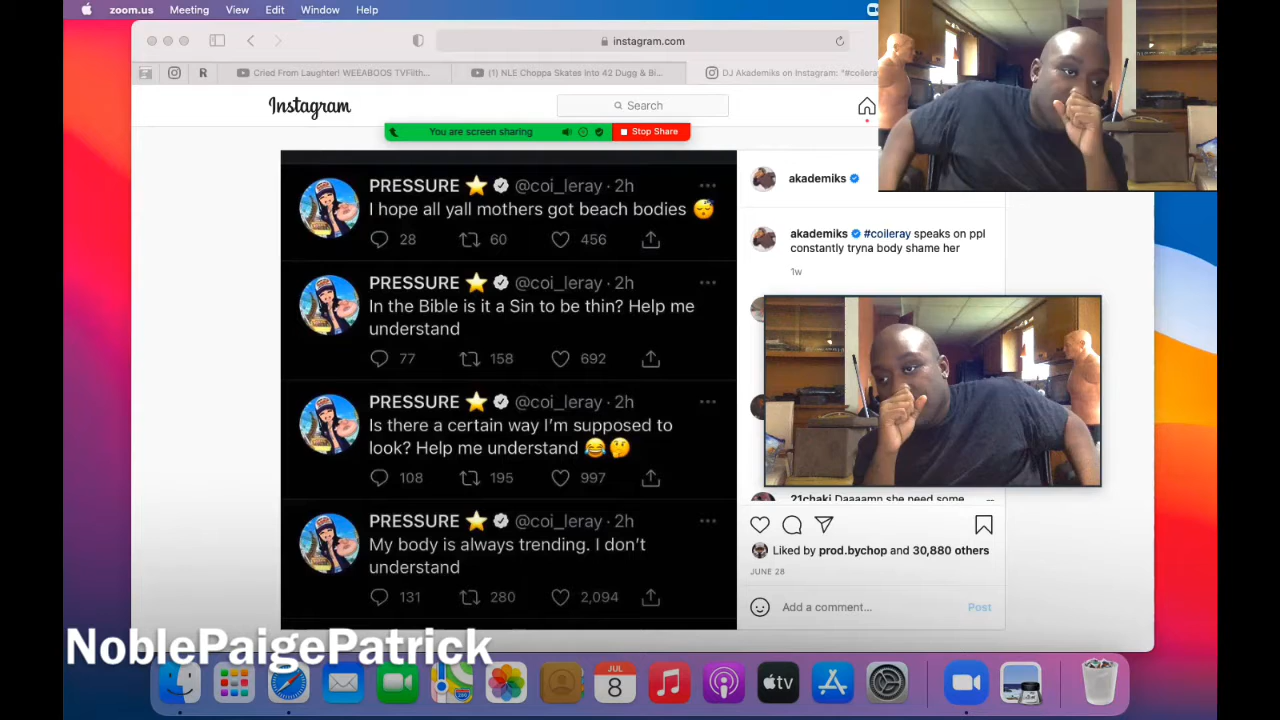 zoom.us Meeting View Edit Window Help
instagram.com
R
Cried From Laughter! WEEABOOS TVFilth...
(1) NLE Choppa Skates Into 42 Dugg & Bi...
DJ Akademiks on Instagram: "#coileray
Instagram
Search
You are screen sharing
Stop Share
PRESSURE ⭐ @coi_leray · 2h
I hope all yall mothers got beach bodies 😴
28 60 456
PRESSURE ⭐ @coi_leray · 2h
In the Bible is it a Sin to be thin? Help me
understand
77 158 692
PRESSURE ⭐ @coi_leray · 2h
Is there a certain way I'm supposed to
look? Help me understand 😂🤔
108 195 997
PRESSURE ⭐ @coi_leray · 2h
My body is always trending. I don't
understand
131 280 2,094
akademiks
akademiks #coileray speaks on ppl
constantly tryna body shame her
1w
21chaki Daaaamn she need some
Liked by prod.bychop and 30,880 others
JUNE 28
Add a comment... Post
NoblePaigePatrick
JUL
8
tv